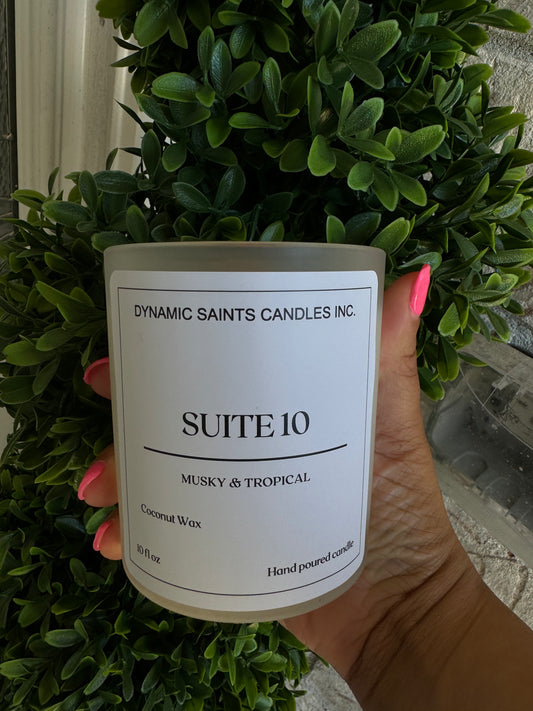 DYNAMIC SAINTS CANDLES INC.
SUITE 10
MUSKY & TROPICAL
Coconut Wax
10 fl oz
Hand poured candle